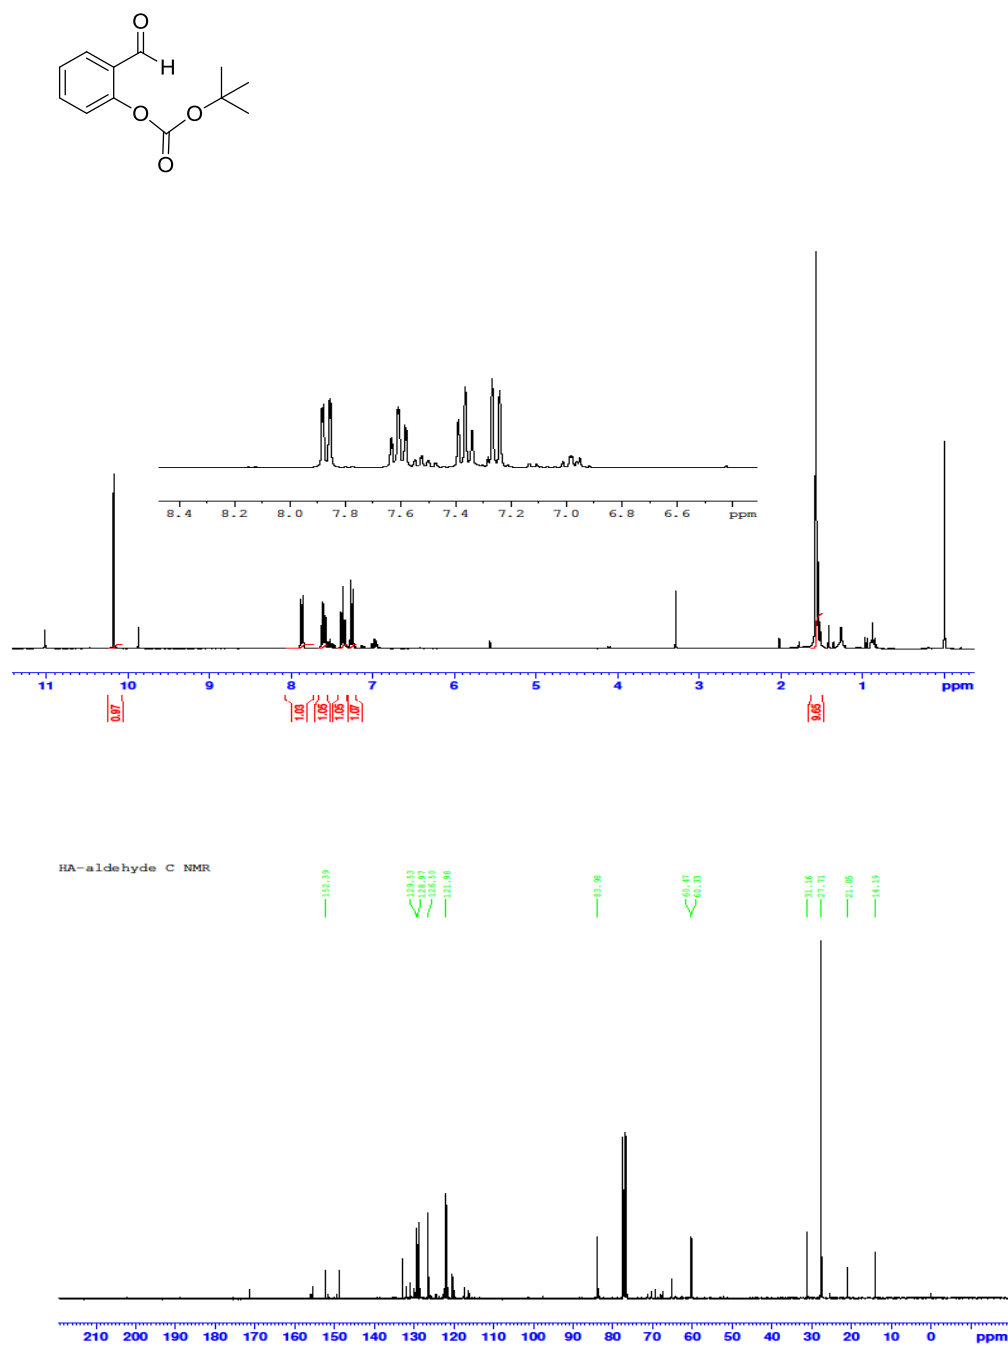 O
H
O
O
O
8.4 8.2 8.0 7.8 7.6 7.4 7.2 7.0 6.8 6.6 ppm
11 10 9 8 7 6 5 4 3 2 1 ppm
0.97 1.03 1.05 1.05 1.07 9.65
HA-aldehyde C NMR
152.39 129.53 128.97 126.50 121.98 83.90 60.47 60.33 31.16 27.71 21.05 14.19
210 200 190 180 170 160 150 140 130 120 110 100 90 80 70 60 50 40 30 20 10 0 ppm